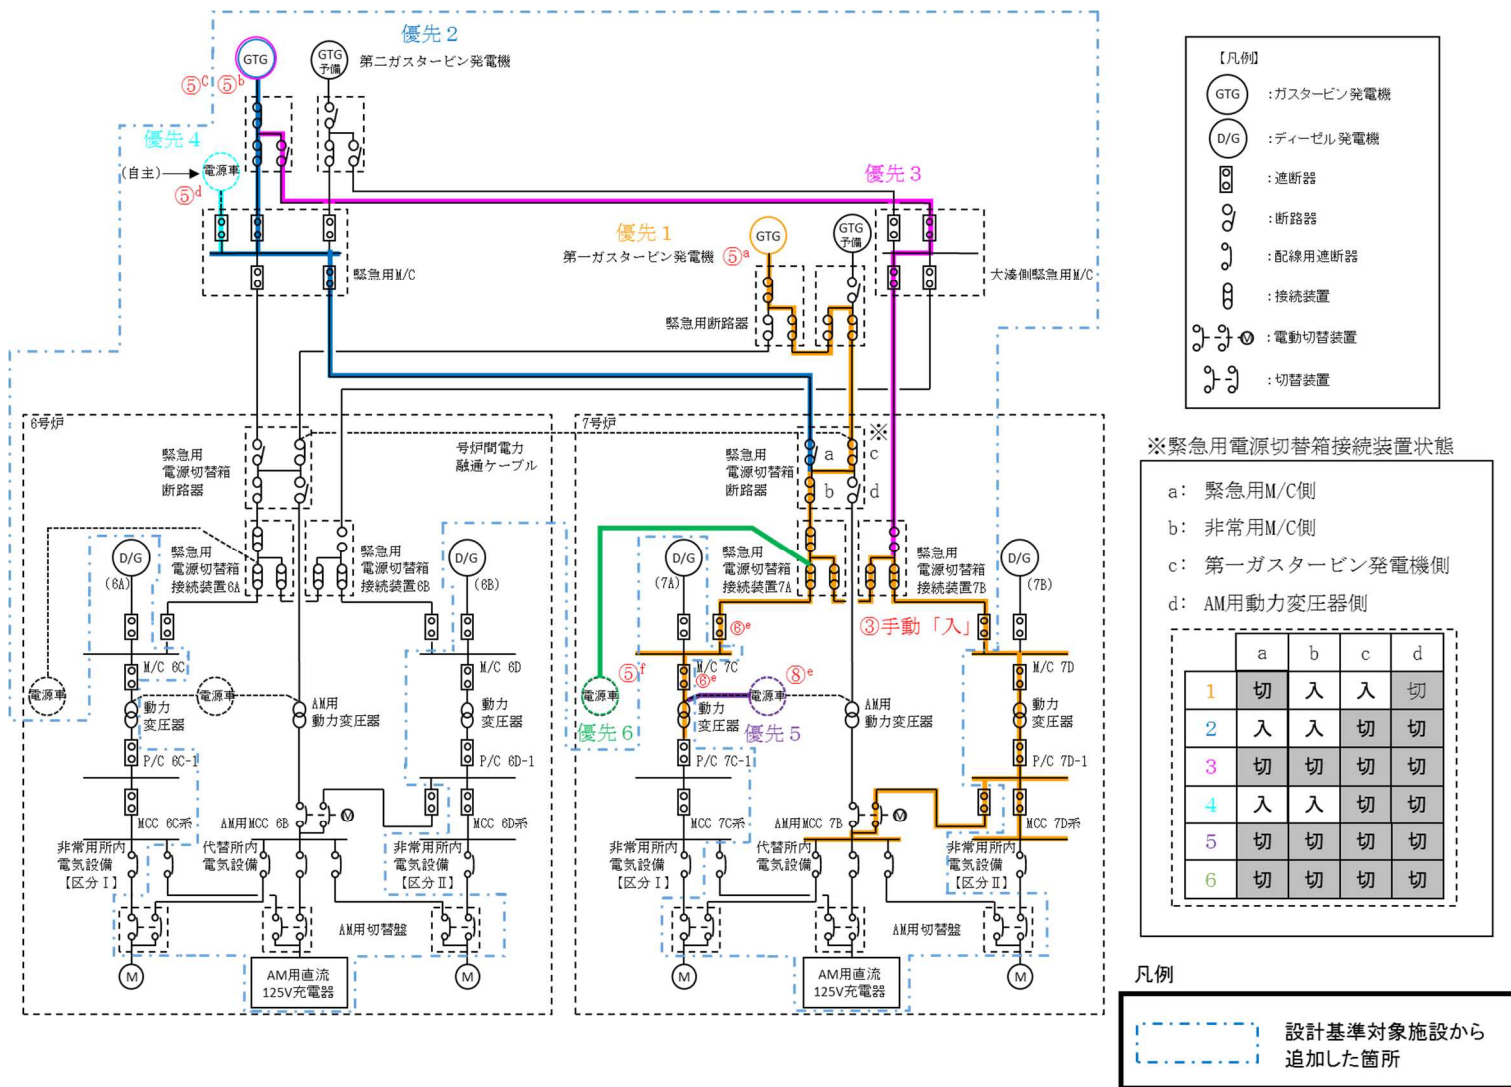 優先2
GTG
GTG
予備
第二ガスタービン発電機
⑤c
⑤b
優先4
(自主)
電源車
⑤d
優先3
優先1
GTG
GTG
予備
第一ガスタービン発電機
⑤a
緊急用M/C
大湊側緊急用M/C
緊急用断路器
6号炉
緊急用
電源切替箱
断路器
号炉間電力
融通ケーブル
D/G
(6A)
緊急用
電源切替箱
接続装置6A
緊急用
電源切替箱
接続装置6B
D/G
(6B)
M/C 6C
M/C 6D
電源車
電源車
動力
変圧器
AM用
動力変圧器
動力
変圧器
P/C 6C-1
P/C 6D-1
MCC 6C系
AM用MCC 6B
M
MCC 6D系
非常用所内
電気設備
【区分Ⅰ】
代替所内
電気設備
非常用所内
電気設備
【区分Ⅱ】
AM用切替盤
M
AM用直流
125V充電器
M
7号炉
緊急用
電源切替箱
断路器
※
a
c
b
d
D/G
(7A)
緊急用
電源切替箱
接続装置7A
緊急用
電源切替箱
接続装置7B
D/G
(7B)
⑥e
③手動「入」
⑤f
M/C 7C
M/C 7D
⑥e
電源車
優先6
電源車
⑧e
優先5
動力
変圧器
AM用
動力変圧器
動力
変圧器
P/C 7C-1
P/C 7D-1
MCC 7C系
AM用MCC 7B
M
MCC 7D系
非常用所内
電気設備
【区分Ⅰ】
代替所内
電気設備
非常用所内
電気設備
【区分Ⅱ】
AM用切替盤
M
AM用直流
125V充電器
M
【凡例】
GTG :ガスタービン発電機
D/G :ディーゼル発電機
:遮断器
:断路器
:配線用遮断器
:接続装置
M :電動切替装置
:切替装置
※緊急用電源切替箱接続装置状態
a: 緊急用M/C側
b: 非常用M/C側
c: 第一ガスタービン発電機側
d: AM用動力変圧器側
a b c d
1 切 入 入 切
2 入 入 切 切
3 切 切 切 切
4 入 入 切 切
5 切 切 切 切
6 切 切 切 切
凡例
設計基準対象施設から
追加した箇所